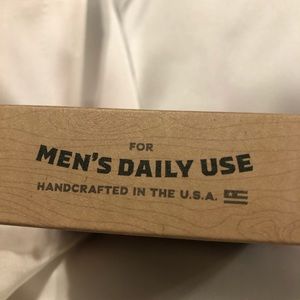 FOR
MEN'S DAILY USE
HANDCRAFTED IN THE U.S.A.